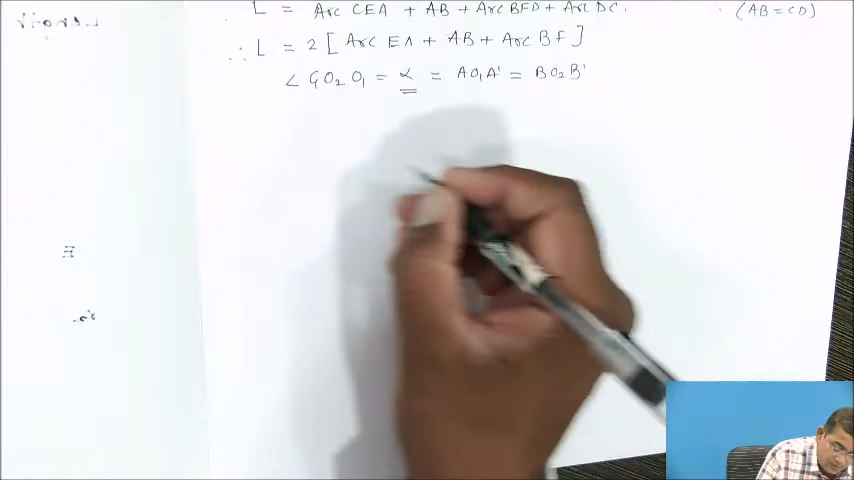 L = Arc CEA + AB + Arc BFD + Arc DC. (AB = CD)
∴ L = 2 [ Arc EA + AB + Arc BF ]
∠ GO₂O₁ = α = AO₁A' = BO₂B'